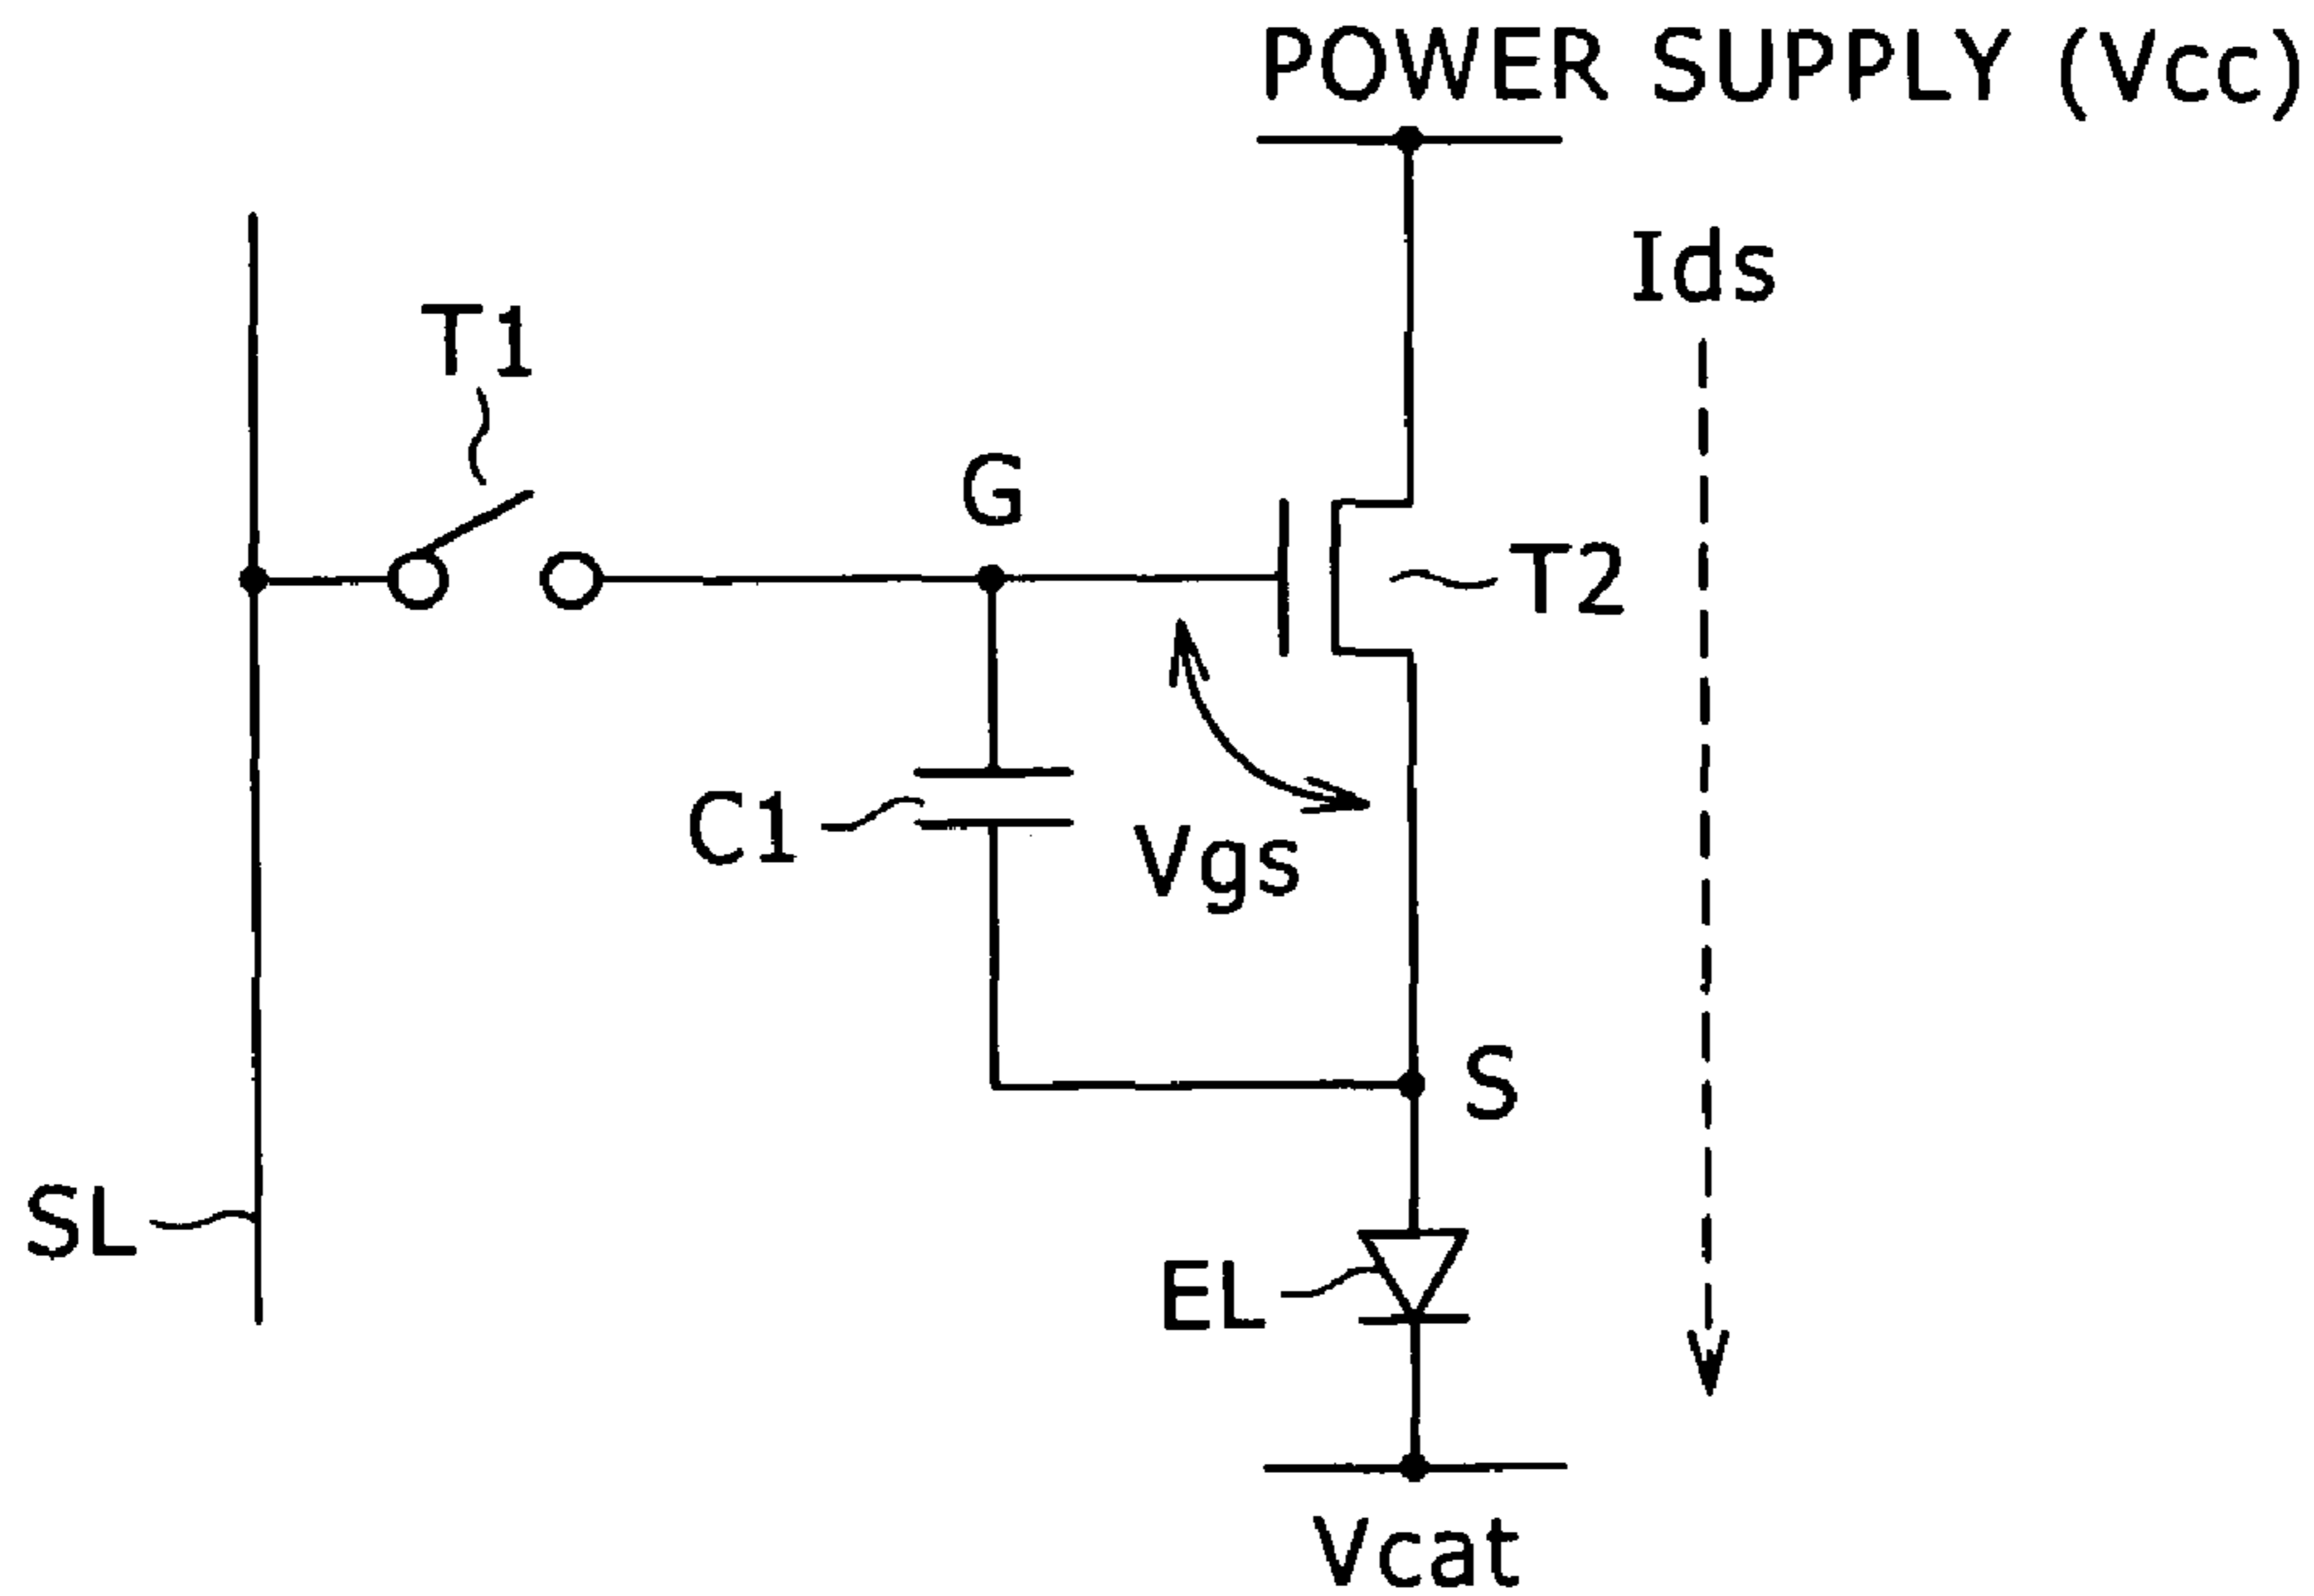 POWER SUPPLY (Vcc)
Ids
T1
G
T2
C1
Vgs
S
SL
EL
Vcat